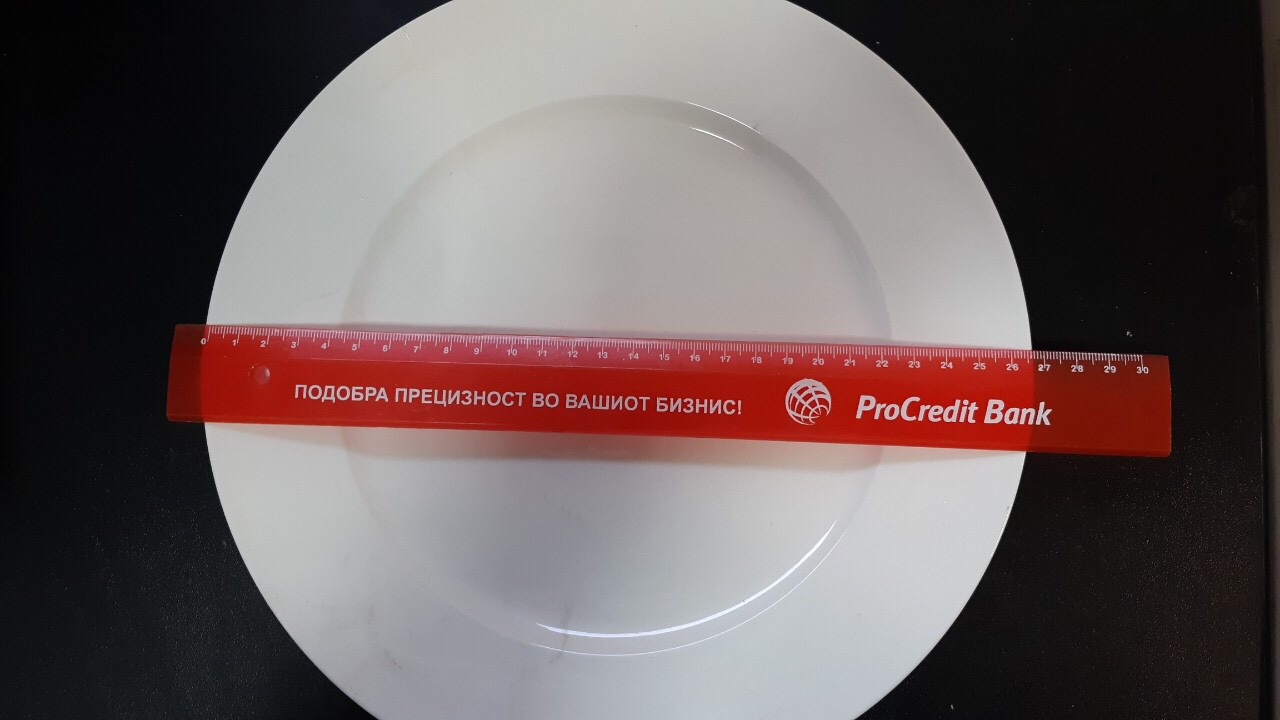 0 1 2 3 4 5 6 7 8 9 10 11 12 13 14 15 16 17 18 19 20 21 22 23 24 25 26 27 28 29 30
ПОДОБРА ПРЕЦИЗНОСТ ВО ВАШИОТ БИЗНИС! ProCredit Bank